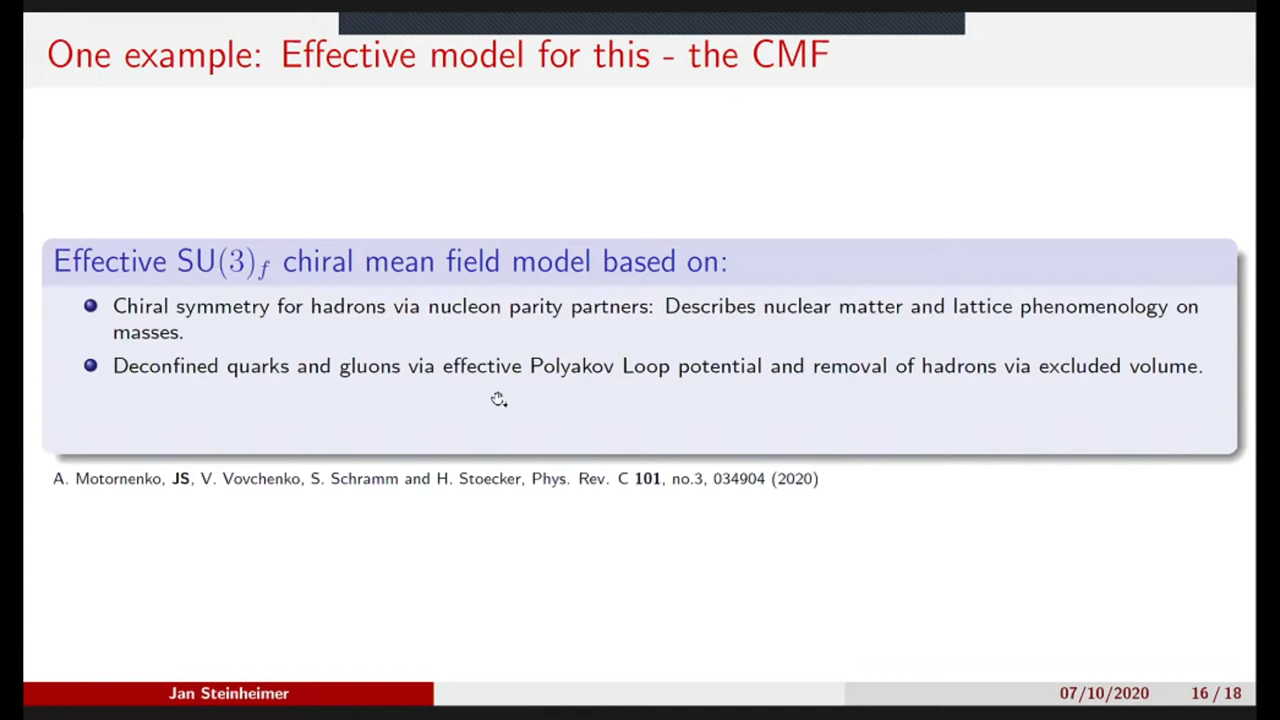 One example: Effective model for this - the CMF
Effective SU(3)f chiral mean field model based on:
Chiral symmetry for hadrons via nucleon parity partners: Describes nuclear matter and lattice phenomenology on
masses.
Deconfined quarks and gluons via effective Polyakov Loop potential and removal of hadrons via excluded volume.
A. Motornenko, JS, V. Vovchenko, S. Schramm and H. Stoecker, Phys. Rev. C 101, no.3, 034904 (2020)
Jan Steinheimer 07/10/2020 16 / 18